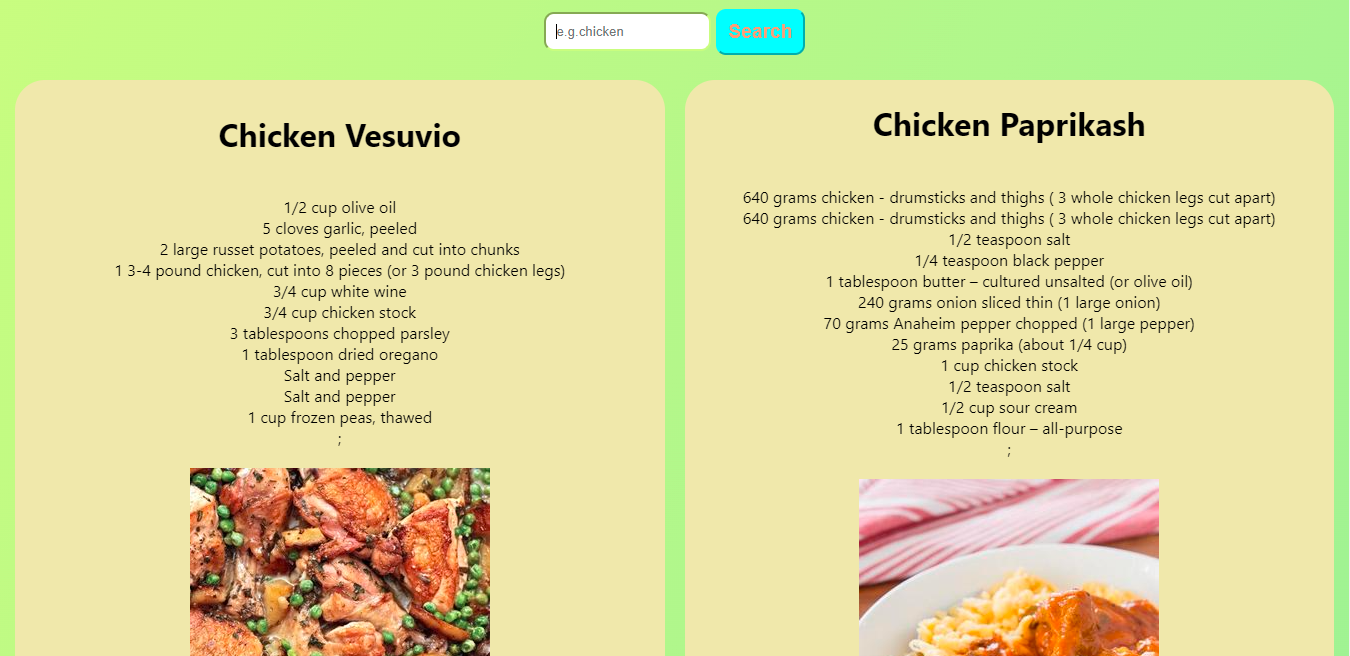 e.g.chicken
Search
Chicken Vesuvio
1/2 cup olive oil
5 cloves garlic, peeled
2 large russet potatoes, peeled and cut into chunks
1 3-4 pound chicken, cut into 8 pieces (or 3 pound chicken legs)
3/4 cup white wine
3/4 cup chicken stock
3 tablespoons chopped parsley
1 tablespoon dried oregano
Salt and pepper
Salt and pepper
1 cup frozen peas, thawed
;
Chicken Paprikash
640 grams chicken - drumsticks and thighs ( 3 whole chicken legs cut apart)
640 grams chicken - drumsticks and thighs ( 3 whole chicken legs cut apart)
1/2 teaspoon salt
1/4 teaspoon black pepper
1 tablespoon butter – cultured unsalted (or olive oil)
240 grams onion sliced thin (1 large onion)
70 grams Anaheim pepper chopped (1 large pepper)
25 grams paprika (about 1/4 cup)
1 cup chicken stock
1/2 teaspoon salt
1/2 cup sour cream
1 tablespoon flour – all-purpose
;